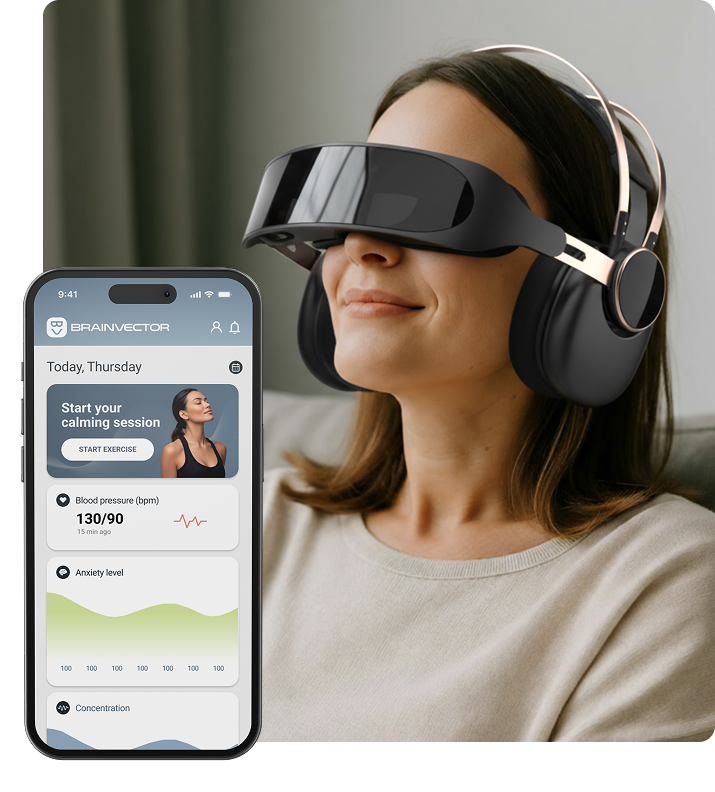 9:41
BRAINVECTOR
Today, Thursday
Start your
calming session
START EXERCISE
Blood pressure (bpm)
130/90
15 min ago
Anxiety level
100 100 100 100 100 100 100
Concentration